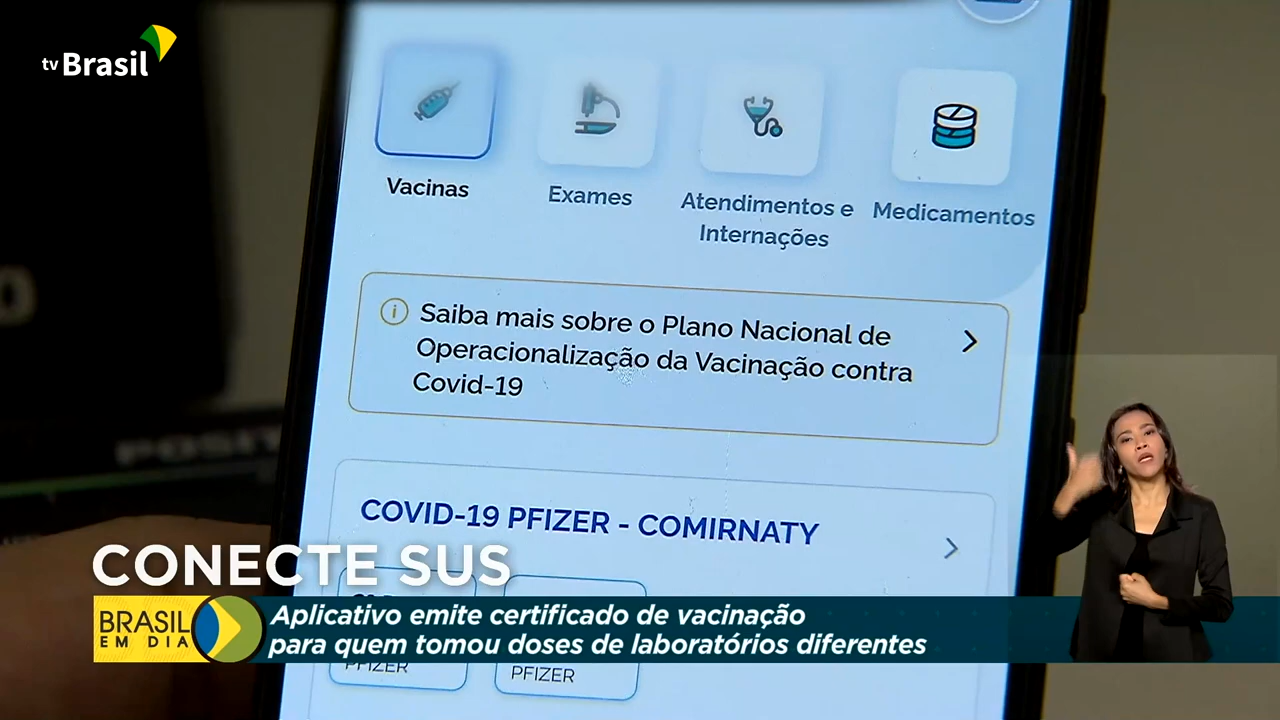 tv Brasil
Vacinas
Exames
Atendimentos e
Internações
Medicamentos
Saiba mais sobre o Plano Nacional de
Operacionalização da Vacinação contra
Covid-19
COVID-19 PFIZER - COMIRNATY
CONECTE SUS
BRASIL
EM DIA
Aplicativo emite certificado de vacinação
para quem tomou doses de laboratórios diferentes
PFIZER
PFIZER